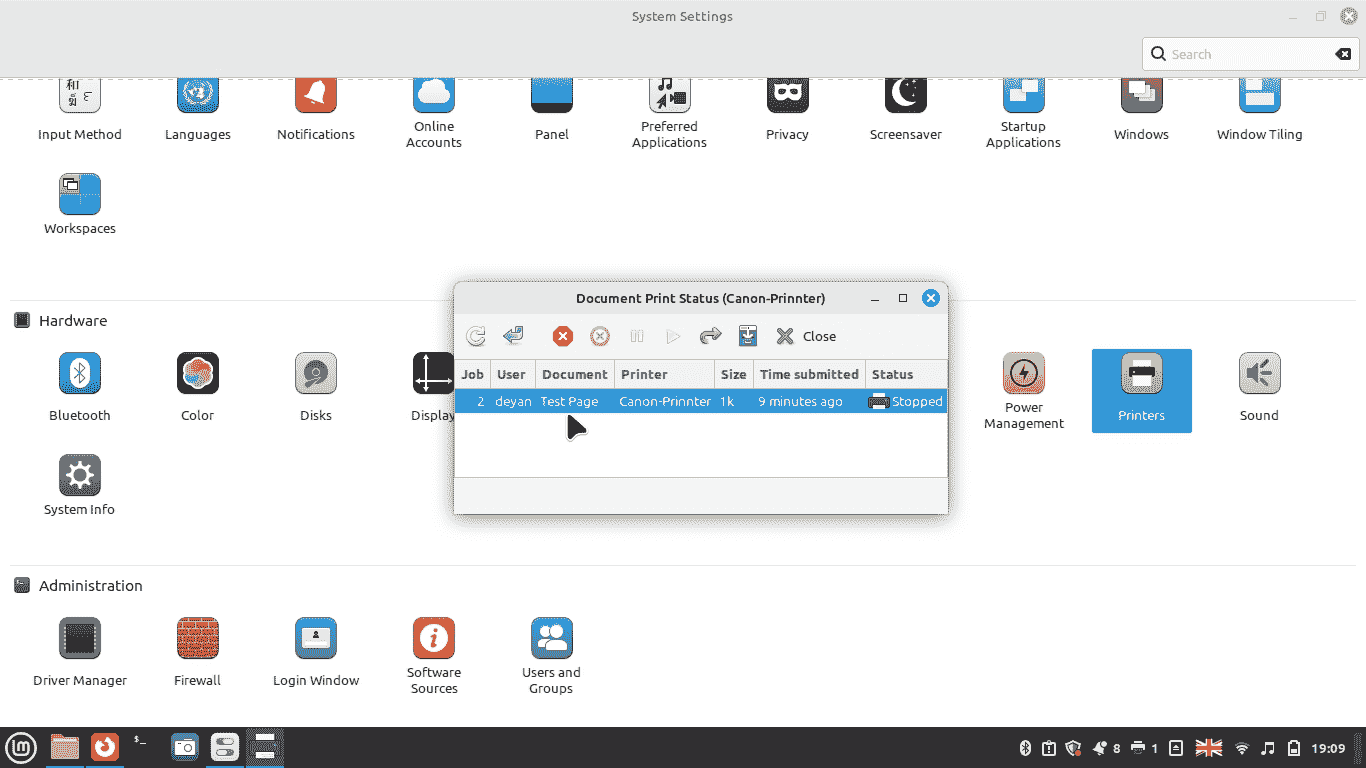 System Settings
Search
Input Method
Languages
Notifications
Online
Accounts
Panel
Preferred
Applications
Privacy
Screensaver
Startup
Applications
Windows
Window Tiling
Workspaces
Hardware
Bluetooth
Color
Disks
Display
Power
Management
Printers
Sound
System Info
Document Print Status (Canon-Prinnter)
Close
Job User Document Printer Size Time submitted Status
2 deyan Test Page Canon-Prinnter 1k 9 minutes ago Stopped
Administration
Driver Manager
Firewall
Login Window
Software
Sources
Users and
Groups
8 1 19:09